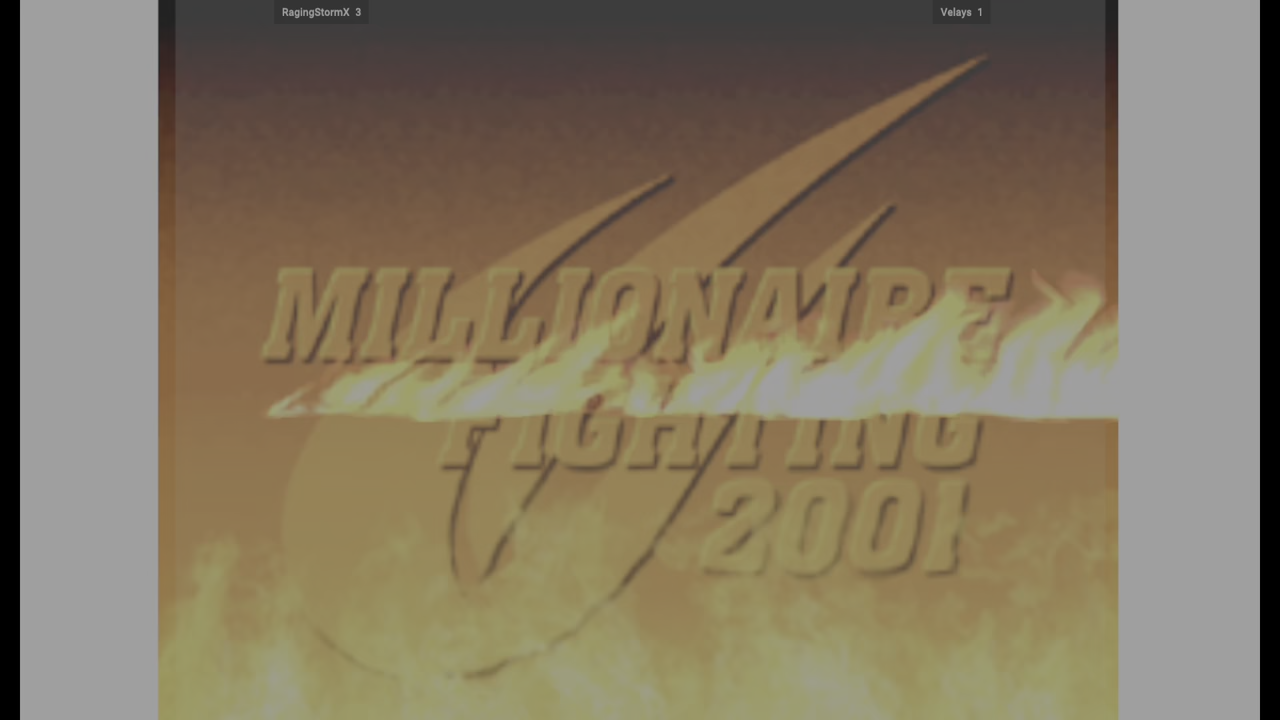 RagingStormX 3
Velays 1
MILLIONAIRE
FIGHTING
2001